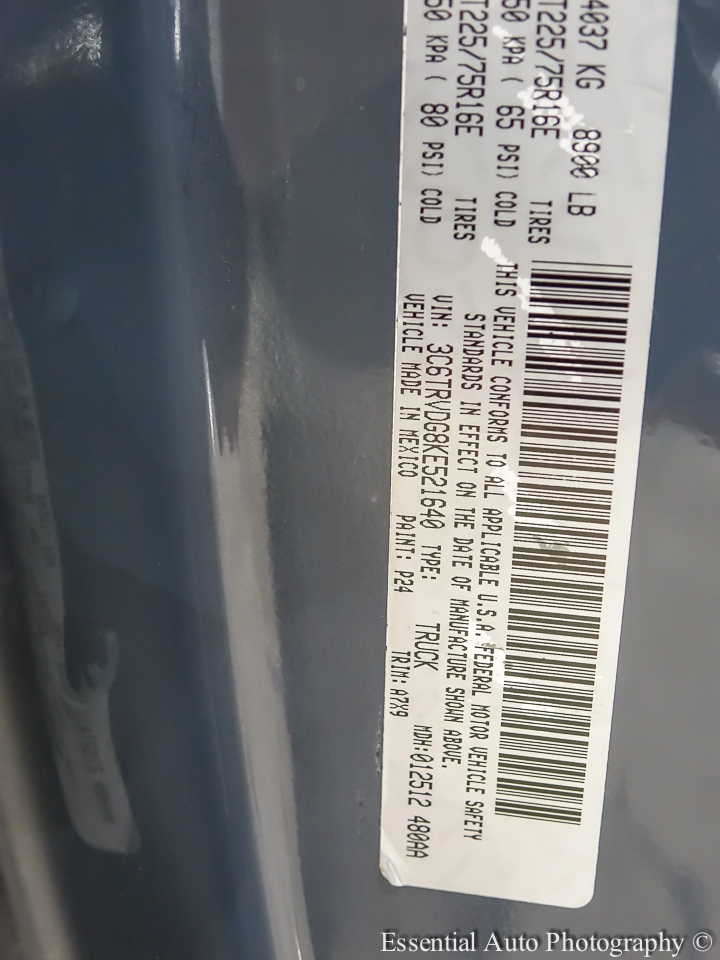 4037 KG 8900 LB
T225/75R16E TIRES
50 KPA ( 65 PSI) COLD
T225/75R16E TIRES
50 KPA ( 80 PSI) COLD
THIS VEHICLE CONFORMS TO ALL APPLICABLE U.S.A. FEDERAL MOTOR VEHICLE SAFETY
STANDARDS IN EFFECT ON THE DATE OF MANUFACTURE SHOWN ABOVE.
VIN: 3C6TRVDG8KE521640 TYPE: TRUCK MDH:012512 480AA
VEHICLE MADE IN MEXICO PAINT: P24 TRIM: A7X9
Essential Auto Photography ©